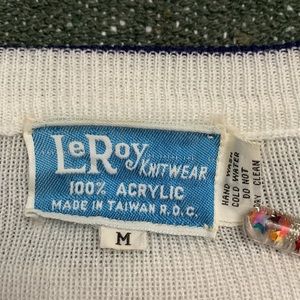 LeRoy KNITWEAR
100% ACRYLIC
MADE IN TAIWAN R.O.C.
M
HAND WASH
COLD WATER
DO NOT
DRY CLEAN